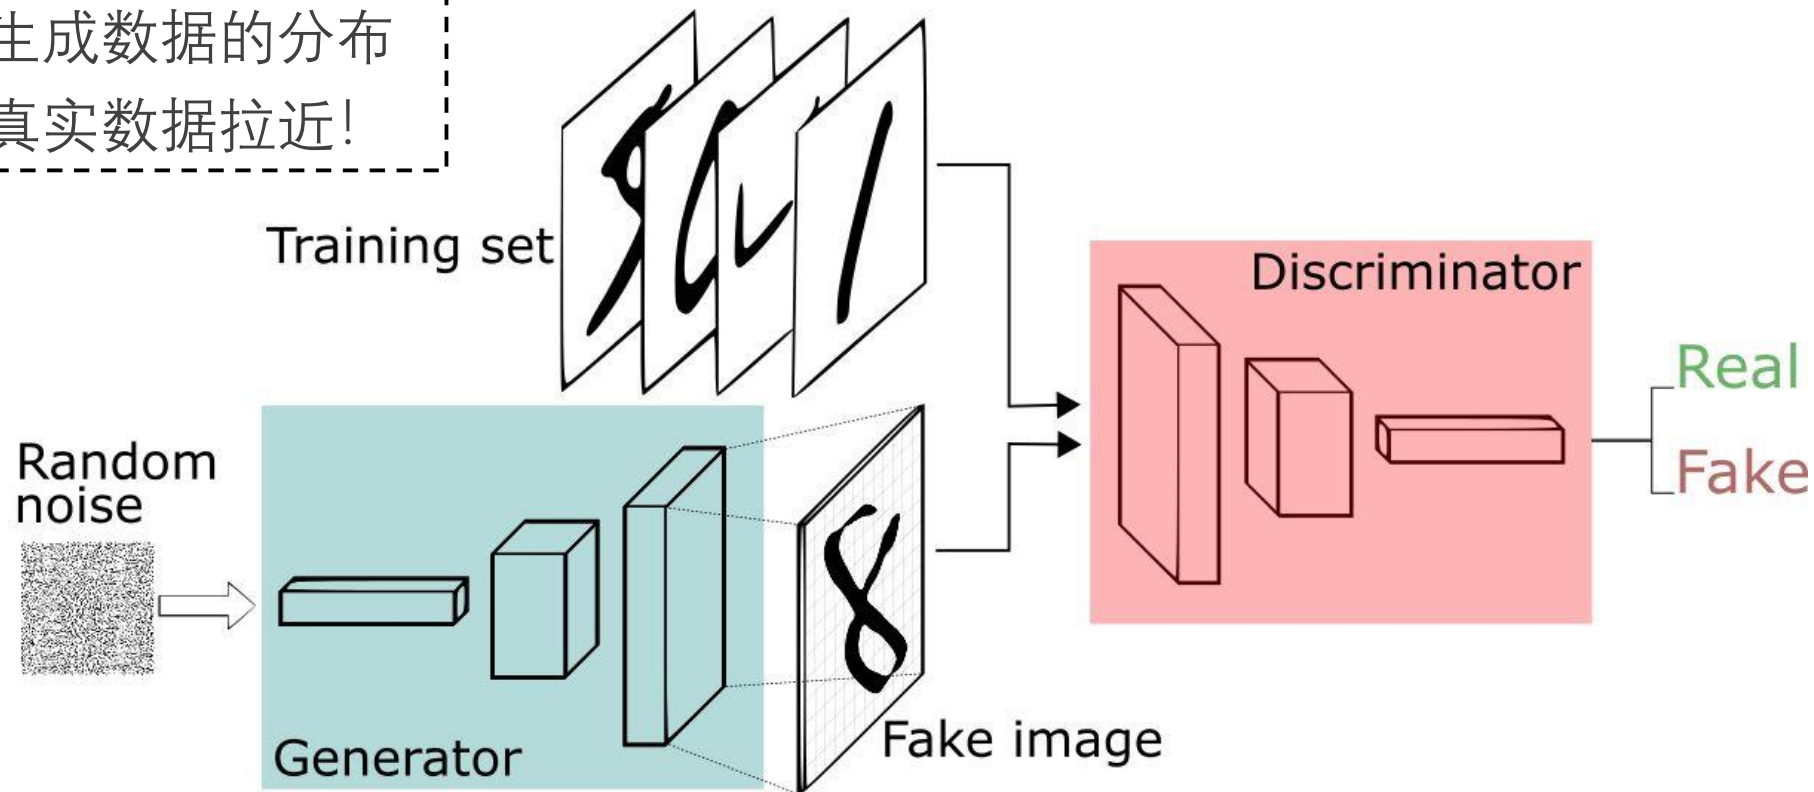 生成数据的分布
真实数据拉近!
Training set
Discriminator
Real
Fake
Random
noise
8
Generator
Fake image